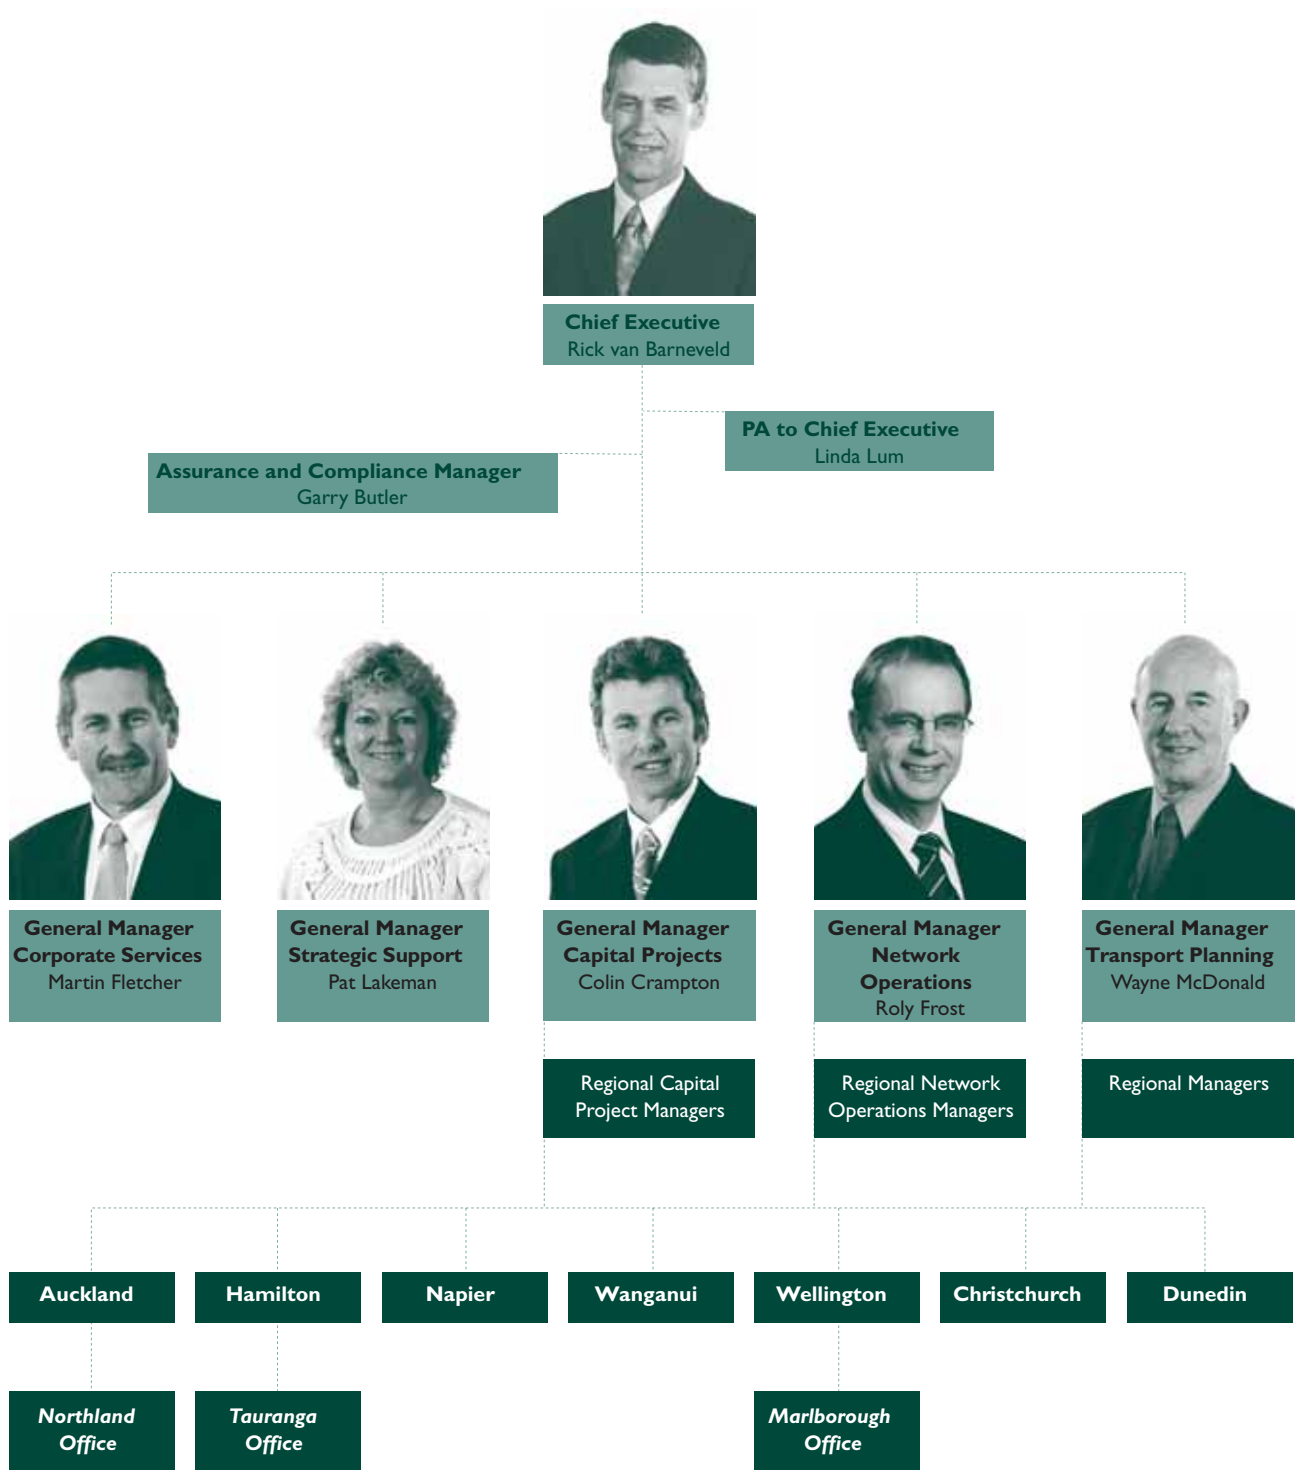 Chief Executive
Rick van Barneveld
PA to Chief Executive
Linda Lum
Assurance and Compliance Manager
Garry Butler
General Manager
Corporate Services
Martin Fletcher
General Manager
Strategic Support
Pat Lakeman
General Manager
Capital Projects
Colin Crampton
General Manager
Network
Operations
Roly Frost
General Manager
Transport Planning
Wayne McDonald
Regional Capital
Project Managers
Regional Network
Operations Managers
Regional Managers
Auckland
Hamilton
Napier
Wanganui
Wellington
Christchurch
Dunedin
Northland
Office
Tauranga
Office
Marlborough
Office